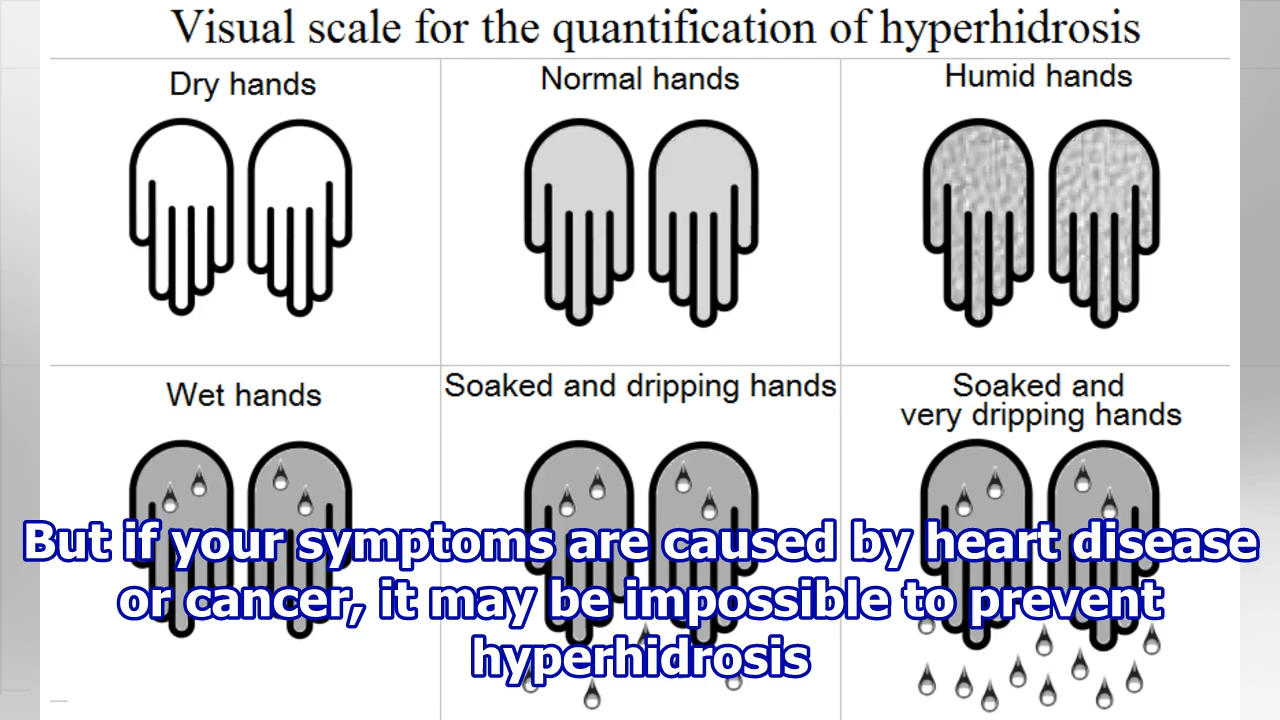 Visual scale for the quantification of hyperhidrosis
Dry hands
Normal hands
Humid hands
Wet hands
Soaked and dripping hands
Soaked and
very dripping hands
But if your symptoms are caused by heart disease
or cancer, it may be impossible to prevent
hyperhidrosis